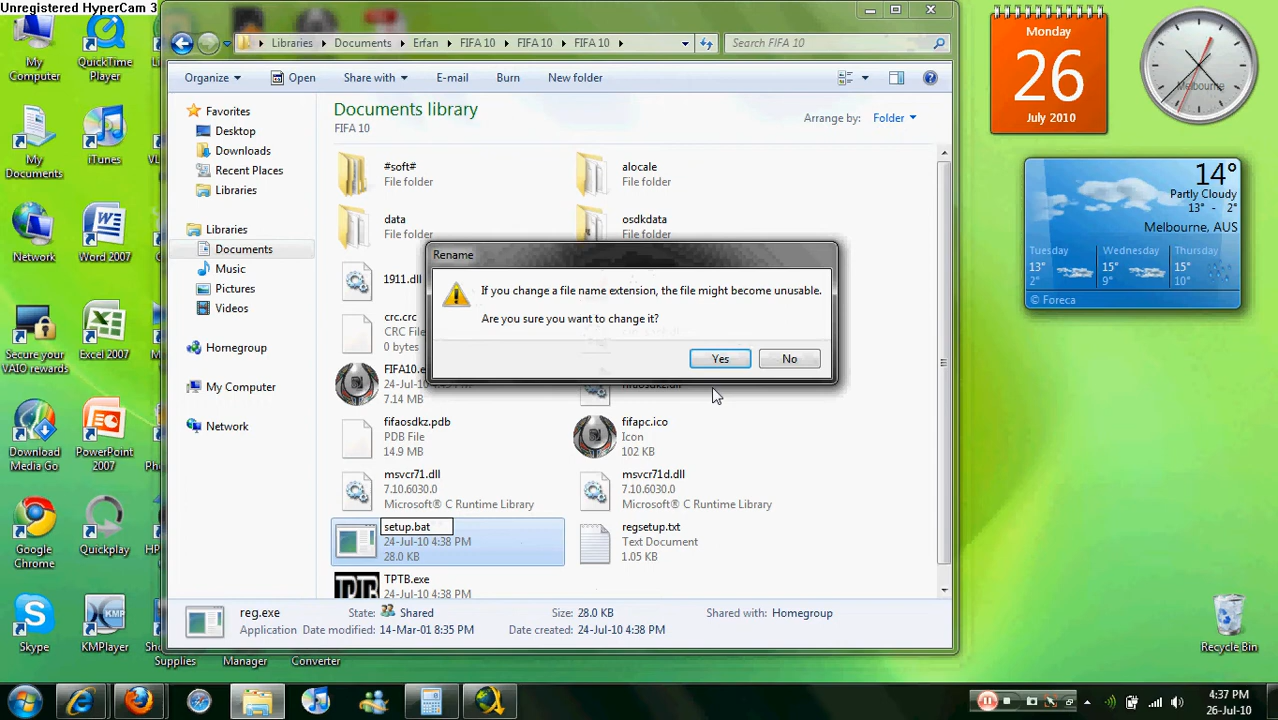 Unregistered HyperCam 3
My Computer
QuickTime Player
My Documents
iTunes
Network
Word 2007
Secure your VAIO rewards
Excel 2007
Download Media Go
PowerPoint 2007
Google Chrome
Quickplay
Skype
KMPlayer
Supplies
Manager
Converter
Libraries
Documents
Erfan
FIFA 10
FIFA 10
FIFA 10
Search FIFA 10
Organize
Open
Share with
E-mail
Burn
New folder
Favorites
Desktop
Downloads
Recent Places
Libraries
Libraries
Documents
Music
Pictures
Videos
Homegroup
My Computer
Network
Documents library
FIFA 10
Arrange by: Folder
#soft#
File folder
alocale
File folder
data
File folder
osdkdata
File folder
1911.dll
crc.crc
CRC File
0 bytes
7.14 MB
fifaosdkz.dll
fifaosdkz.pdb
PDB File
14.9 MB
fifapc.ico
Icon
102 KB
msvcr71.dll
7.10.6030.0
Microsoft® C Runtime Library
msvcr71d.dll
7.10.6030.0
Microsoft® C Runtime Library
setup.bat
24-Jul-10 4:38 PM
28.0 KB
regsetup.txt
Text Document
1.05 KB
TPTB.exe
24-Jul-10 4:38 PM
Rename
If you change a file name extension, the file might become unusable.
Are you sure you want to change it?
Yes
No
reg.exe
State: Shared
Size: 28.0 KB
Shared with: Homegroup
Application
Date modified: 14-Mar-01 8:35 PM
Date created: 24-Jul-10 4:38 PM
Monday
26
July 2010
Melbourne
14°
Partly Cloudy
13° - 2°
Melbourne, AUS
Tuesday
13°
2°
Wednesday
15°
9°
Thursday
15°
10°
© Foreca
Recycle Bin
4:37 PM
26-Jul-10